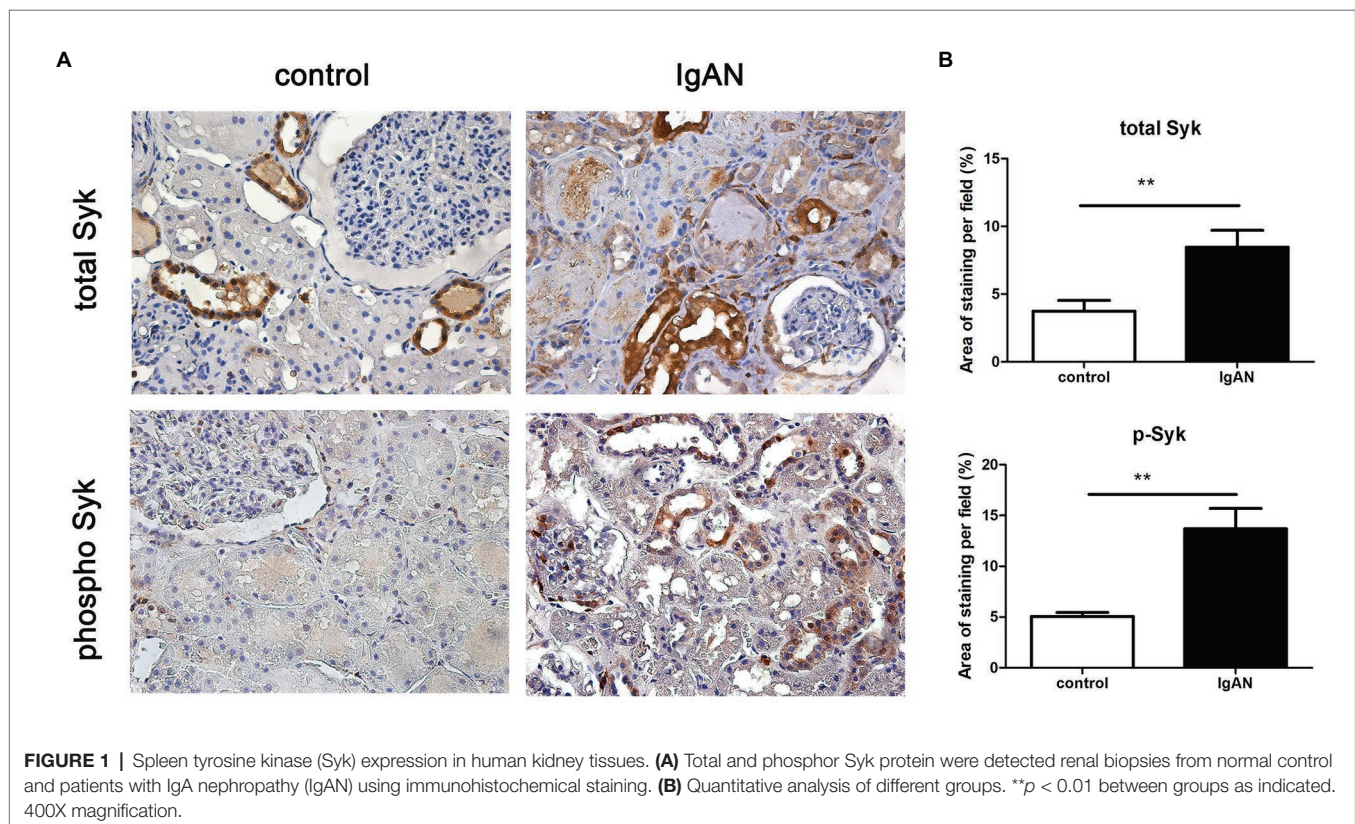 A
control
IgAN
total Syk
phospho Syk
B
total Syk
Area of staining per field (%)
15
10
5
0
**
control
IgAN
p-Syk
Area of staining per field (%)
20
15
10
5
0
**
control
IgAN
FIGURE 1 | Spleen tyrosine kinase (Syk) expression in human kidney tissues. (A) Total and phosphor Syk protein were detected renal biopsies from normal control
and patients with IgA nephropathy (IgAN) using immunohistochemical staining. (B) Quantitative analysis of different groups. **p < 0.01 between groups as indicated.
400X magnification.